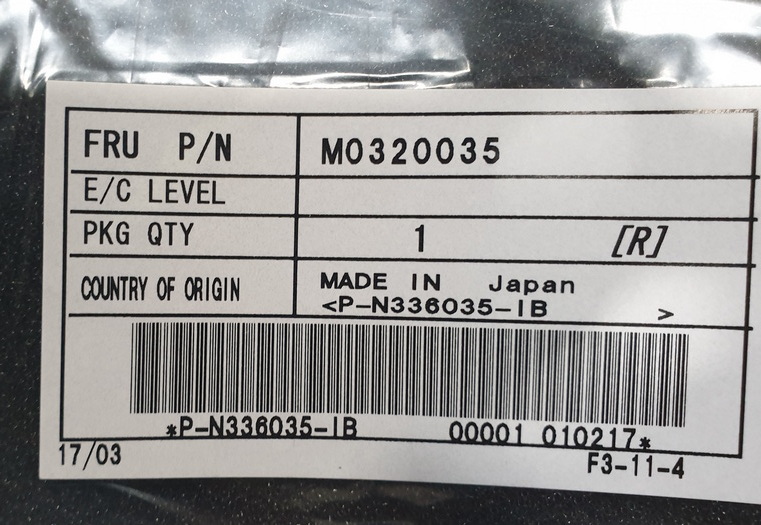 FRU P/N M0320035
E/C LEVEL
PKG QTY 1 [R]
COUNTRY OF ORIGIN MADE IN Japan
<P-N336035-IB >
*P-N336035-IB 00001 010217*
17/03 F3-11-4